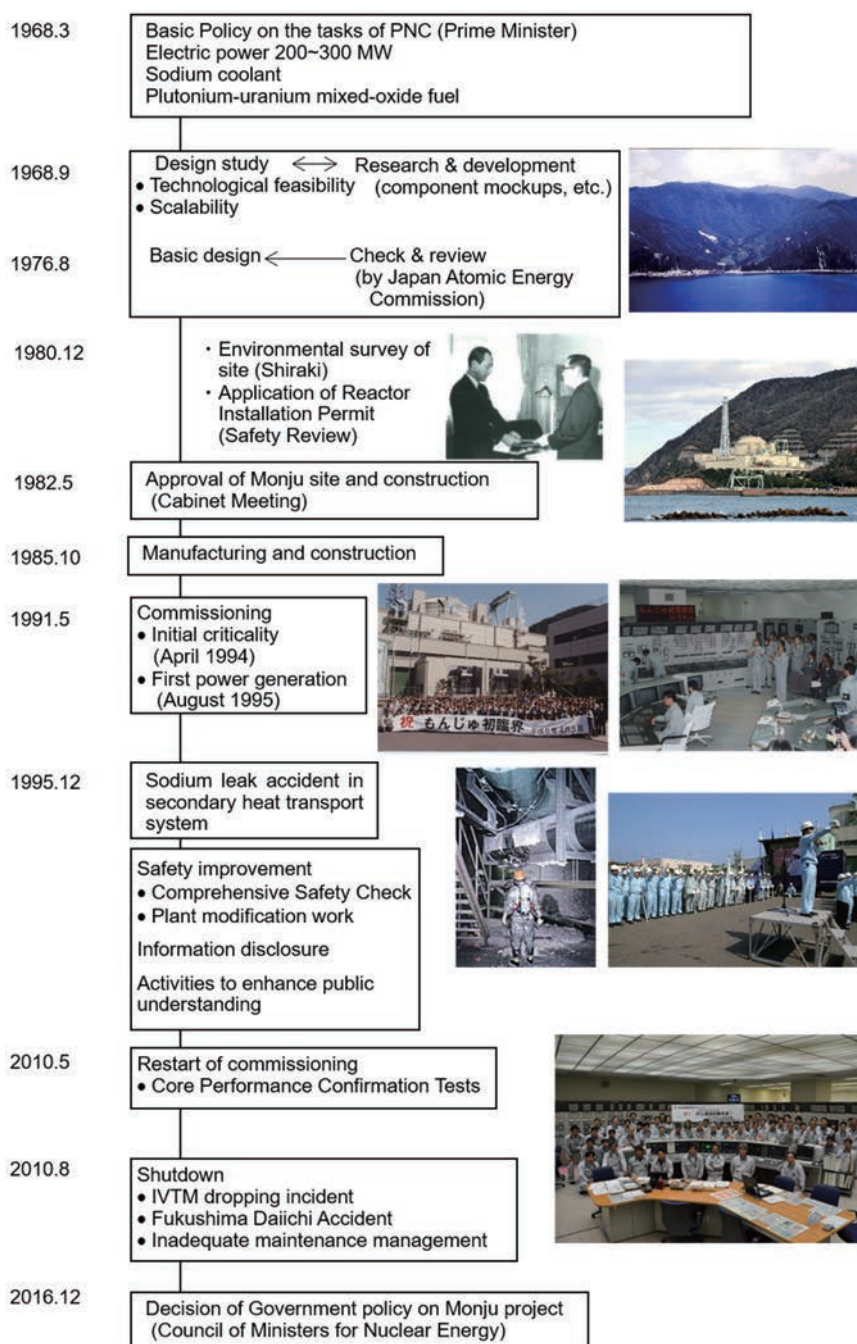 1968.3
Basic Policy on the tasks of PNC (Prime Minister)
Electric power 200~300 MW
Sodium coolant
Plutonium-uranium mixed-oxide fuel
1968.9
Design study ⟷ Research & development
• Technological feasibility (component mockups, etc.)
• Scalability
1976.8
Basic design ⟵ Check & review
(by Japan Atomic Energy
Commission)
1980.12
・Environmental survey of
site (Shiraki)
・Application of Reactor
Installation Permit
(Safety Review)
1982.5
Approval of Monju site and construction
(Cabinet Meeting)
1985.10
Manufacturing and construction
1991.5
Commissioning
• Initial criticality
(April 1994)
• First power generation
(August 1995)
祝 もんじゅ初臨界
1995.12
Sodium leak accident in
secondary heat transport
system
Safety improvement
• Comprehensive Safety Check
• Plant modification work
Information disclosure
Activities to enhance public
understanding
2010.5
Restart of commissioning
• Core Performance Confirmation Tests
2010.8
Shutdown
• IVTM dropping incident
• Fukushima Daiichi Accident
• Inadequate maintenance management
2016.12
Decision of Government policy on Monju project
(Council of Ministers for Nuclear Energy)